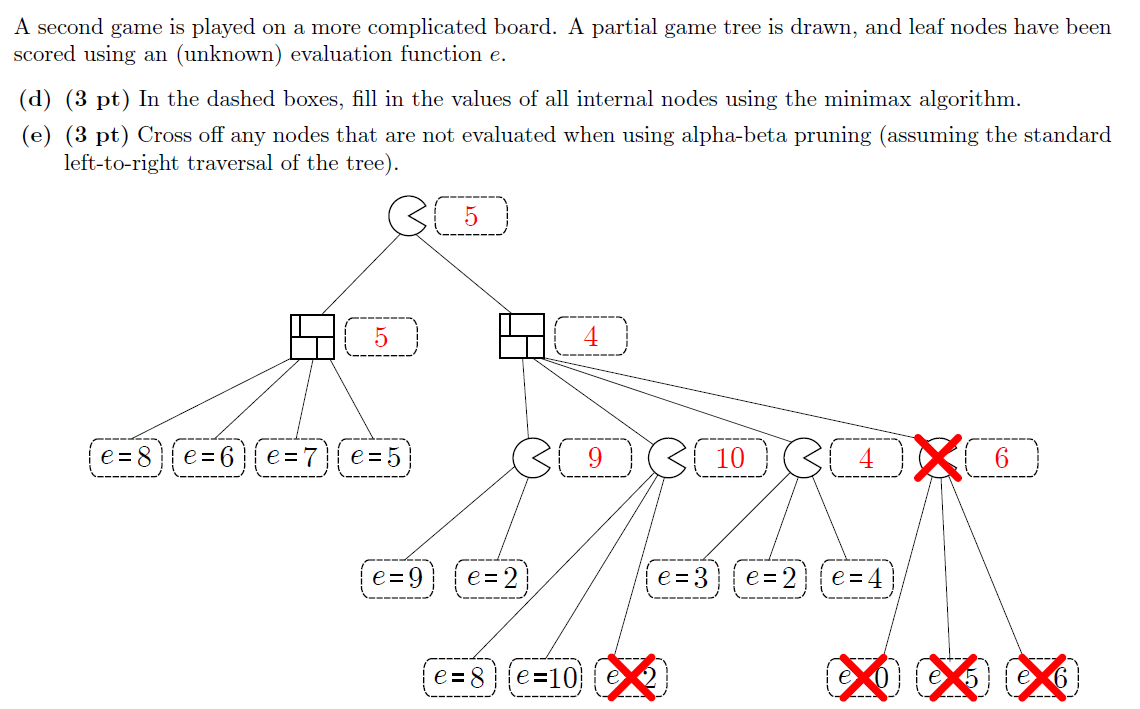 A second game is played on a more complicated board. A partial game tree is drawn, and leaf nodes have been
scored using an (unknown) evaluation function e.
(d) (3 pt) In the dashed boxes, fill in the values of all internal nodes using the minimax algorithm.
(e) (3 pt) Cross off any nodes that are not evaluated when using alpha-beta pruning (assuming the standard
left-to-right traversal of the tree).
5
5
4
e=8 e=6 e=7 e=5
9
10
4
6
e=9 e=2
e=3 e=2 e=4
e=8 e=10 e 2
e 0 e 5 e 6